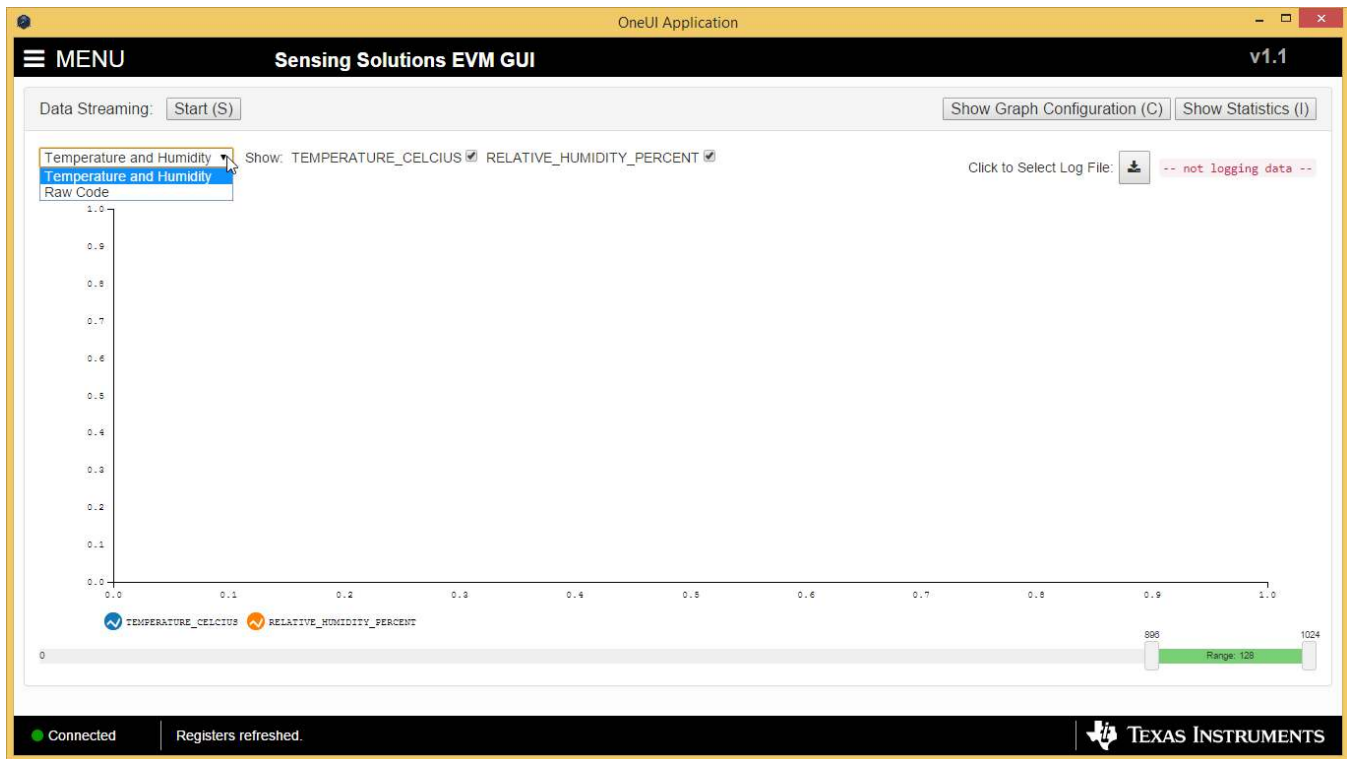 OneUI Application
MENU
Sensing Solutions EVM GUI
v1.1
Data Streaming: Start (S)
Show Graph Configuration (C) Show Statistics (I)
Temperature and Humidity Show: TEMPERATURE_CELCIUS RELATIVE_HUMIDITY_PERCENT
Click to Select Log File: -- not logging data --
Temperature and Humidity
Raw Code
1.0
0.9
0.8
0.7
0.6
0.5
0.4
0.3
0.2
0.1
0.0
0.0 0.1 0.2 0.3 0.4 0.5 0.6 0.7 0.8 0.9 1.0
TEMPERATURE_CELCIUS RELATIVE_HUMIDITY_PERCENT
896 1024
0 Range: 128
Connected Registers refreshed. TEXAS INSTRUMENTS